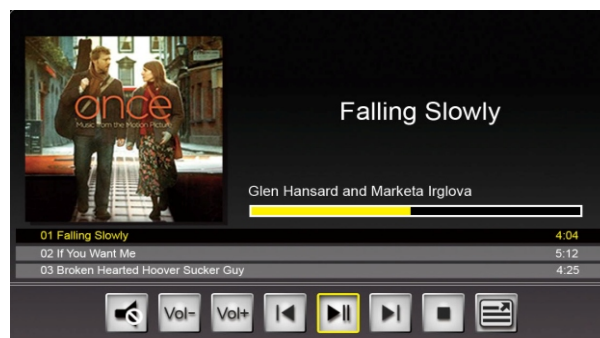 once
Music from the Motion Picture
Falling Slowly
Glen Hansard and Marketa Irglova
01 Falling Slowly 4:04
02 If You Want Me 5:12
03 Broken Hearted Hoover Sucker Guy 4:25
Vol-
Vol+